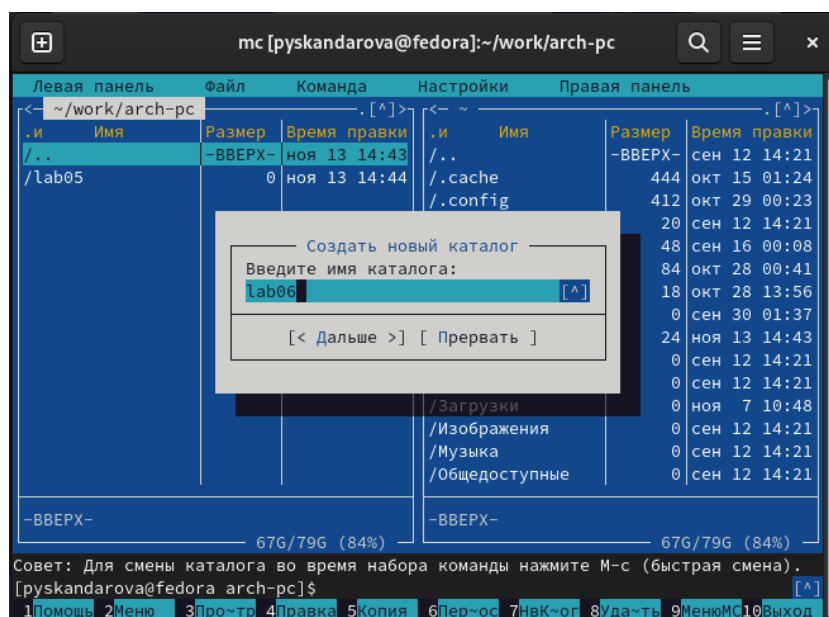 mc [pyskandarova@fedora]:~/work/arch-pc
Левая панель Файл Команда Настройки Правая панель
<- ~/work/arch-pc .[^]> <- ~ .[^]>
.и Имя Размер Время правки .и Имя Размер Время правки
/.. -ВВЕРХ- ноя 13 14:43 /.. -ВВЕРХ- сен 12 14:21
/lab05 0 ноя 13 14:44 /.cache 444 окт 15 01:24
/.config 412 окт 29 00:23
20 сен 12 14:21
Создать новый каталог 48 сен 16 00:08
Введите имя каталога: 84 окт 28 00:41
lab06 [^] 18 окт 28 13:56
0 сен 30 01:37
[< Дальше >] [ Прервать ] 24 ноя 13 14:43
0 сен 12 14:21
0 сен 12 14:21
/Загрузки 0 ноя 7 10:48
/Изображения 0 сен 12 14:21
/Музыка 0 сен 12 14:21
/Общедоступные 0 сен 12 14:21
-ВВЕРХ- -ВВЕРХ-
67G/79G (84%) 67G/79G (84%)
Совет: Для смены каталога во время набора команды нажмите M-c (быстрая смена).
[pyskandarova@fedora arch-pc]$ [^]
1Помощь 2Меню 3Про~тр 4Правка 5Копия 6Пер~ос 7НвК~ог 8Уда~ть 9МенюMC 10Выход